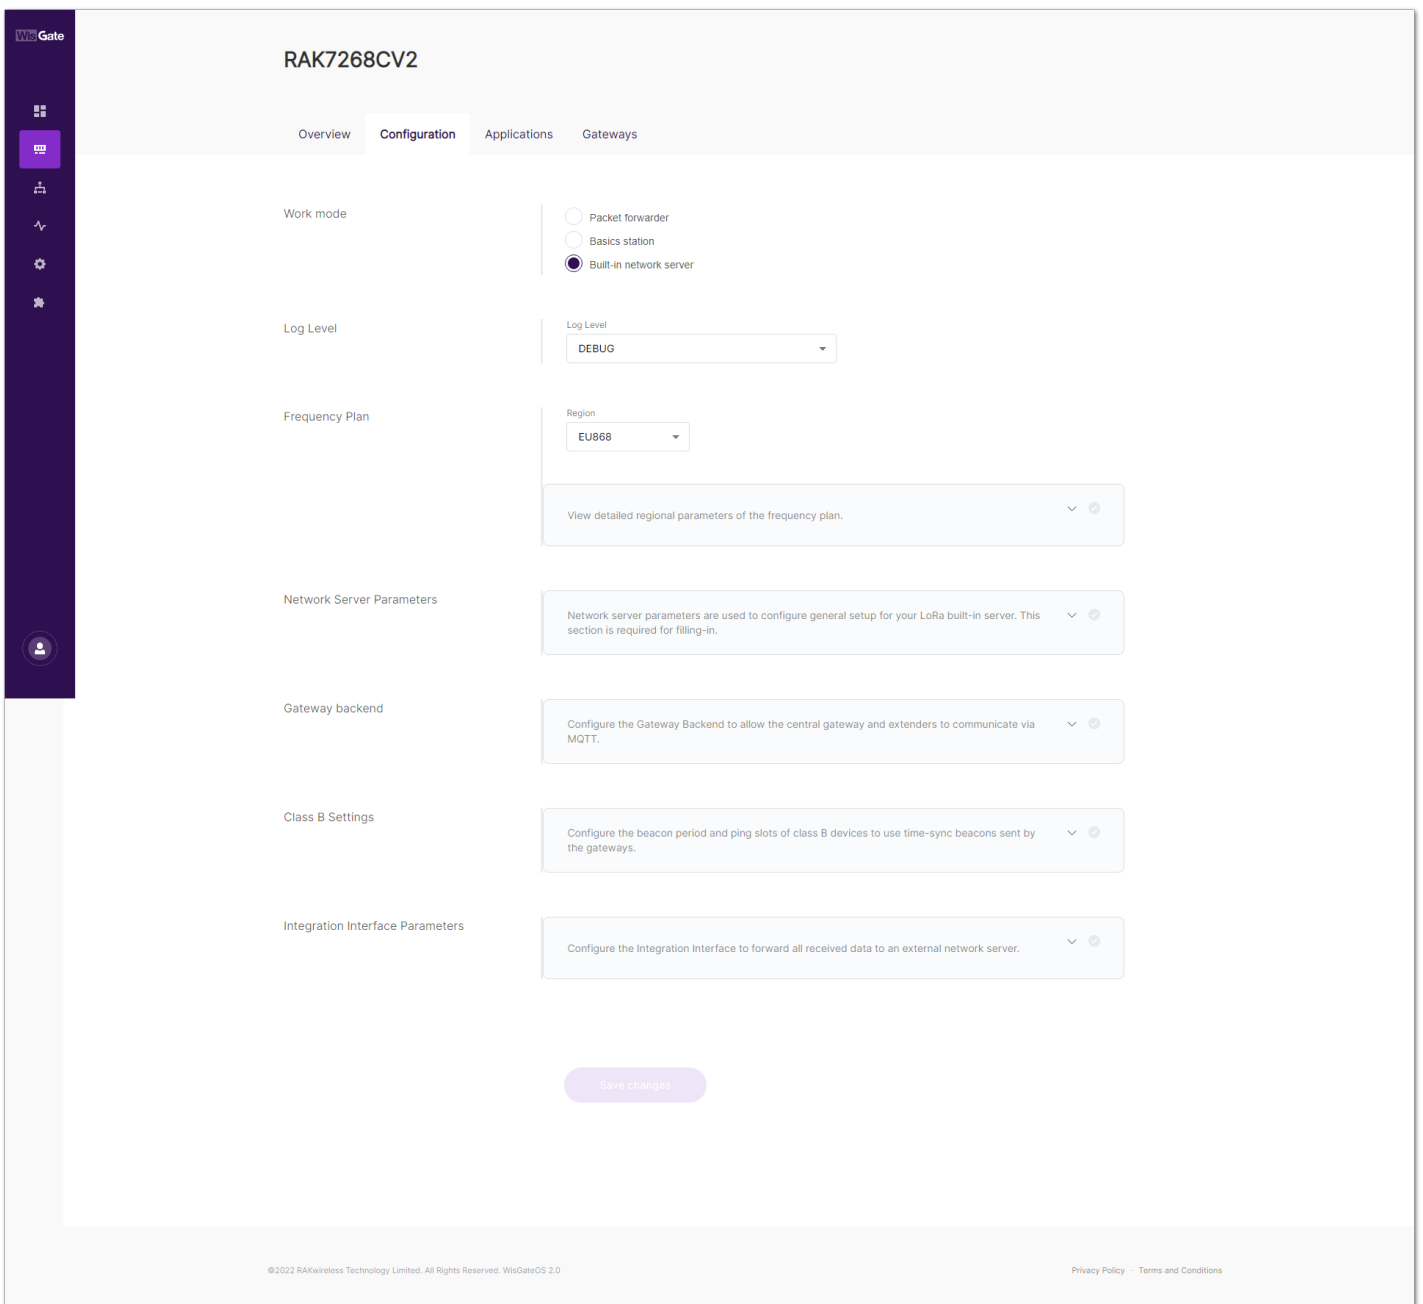 WisGate
RAK7268CV2
Overview
Configuration
Applications
Gateways
Work mode
Packet forwarder
Basics station
Built-in network server
Log Level
Log Level
DEBUG
Frequency Plan
Region
EU868
View detailed regional parameters of the frequency plan.
Network Server Parameters
Network server parameters are used to configure general setup for your LoRa built-in server. This
section is required for filling-in.
Gateway backend
Configure the Gateway Backend to allow the central gateway and extenders to communicate via
MQTT.
Class B Settings
Configure the beacon period and ping slots of class B devices to use time-sync beacons sent by
the gateways.
Integration Interface Parameters
Configure the Integration Interface to forward all received data to an external network server.
Save changes
©2022 RAKwireless Technology Limited. All Rights Reserved. WisGateOS 2.0
Privacy Policy · Terms and Conditions